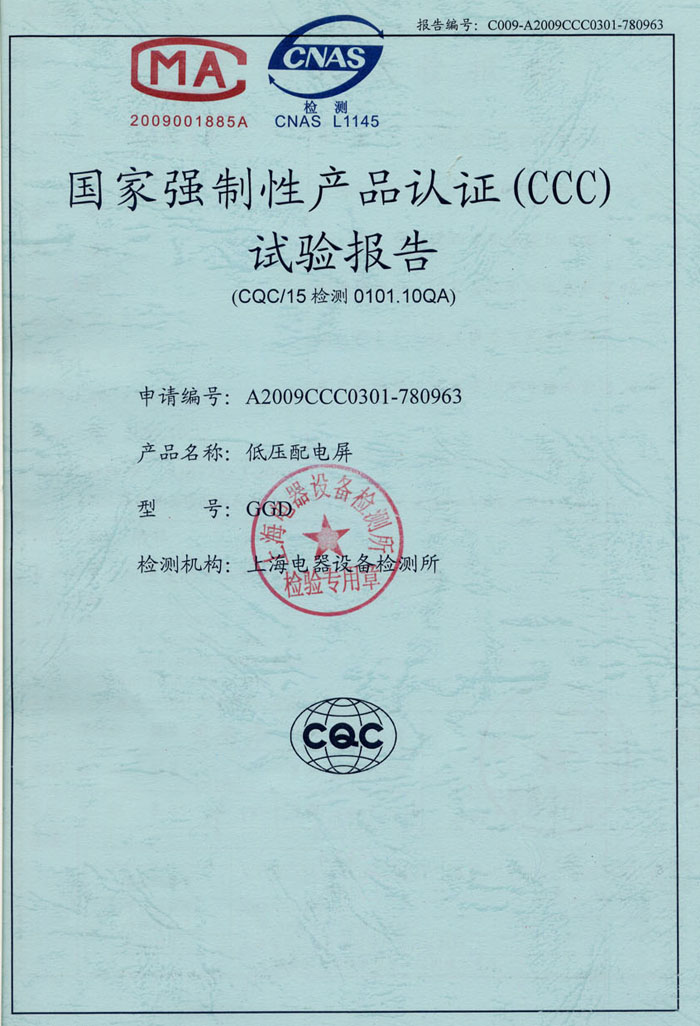 报告编号: C009-A2009CCC0301-780963
MA
CNAS
2009001885A
检 测
CNAS L1145
国家强制性产品认证(CCC)
试验报告
(CQC/15 检测 0101.10QA)
申请编号: A2009CCC0301-780963
产品名称: 低压配电屏
型 号: GGD
检测机构: 上海电器设备检测所
上海电器设备检测所
检验专用章
CQC